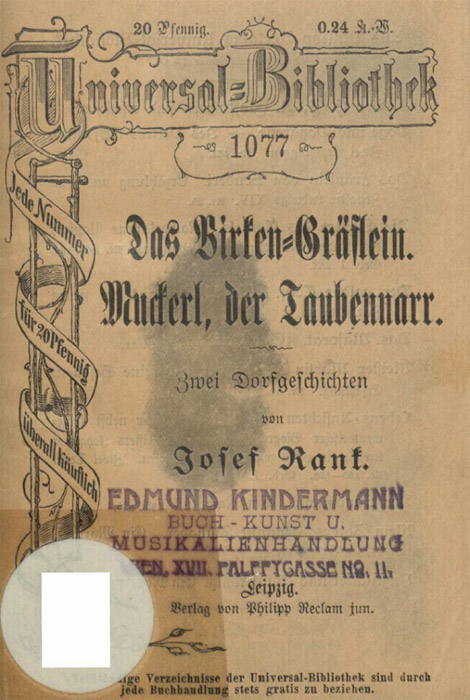 20 Pfennig. 0.24 K.-W.
Universal-Bibliothek
1077
Jede Nummer
für 20 Pfennig
überall käuflich
Das Birken-Gräflein.
Muckerl, der Taubennarr.
Zwei Dorfgeschichten
von
Josef Rank.
EDMUND KINDERMANN
BUCH - KUNST U.
MUSIKALIENHANDLUNG
WIEN, XVII. PALFFYGASSE NO. 11.
Leipzig.
Verlag von Philipp Reclam jun.
Verzeichnisse der Universal-Bibliothek sind durch
jede Buchhandlung stets gratis zu beziehen.